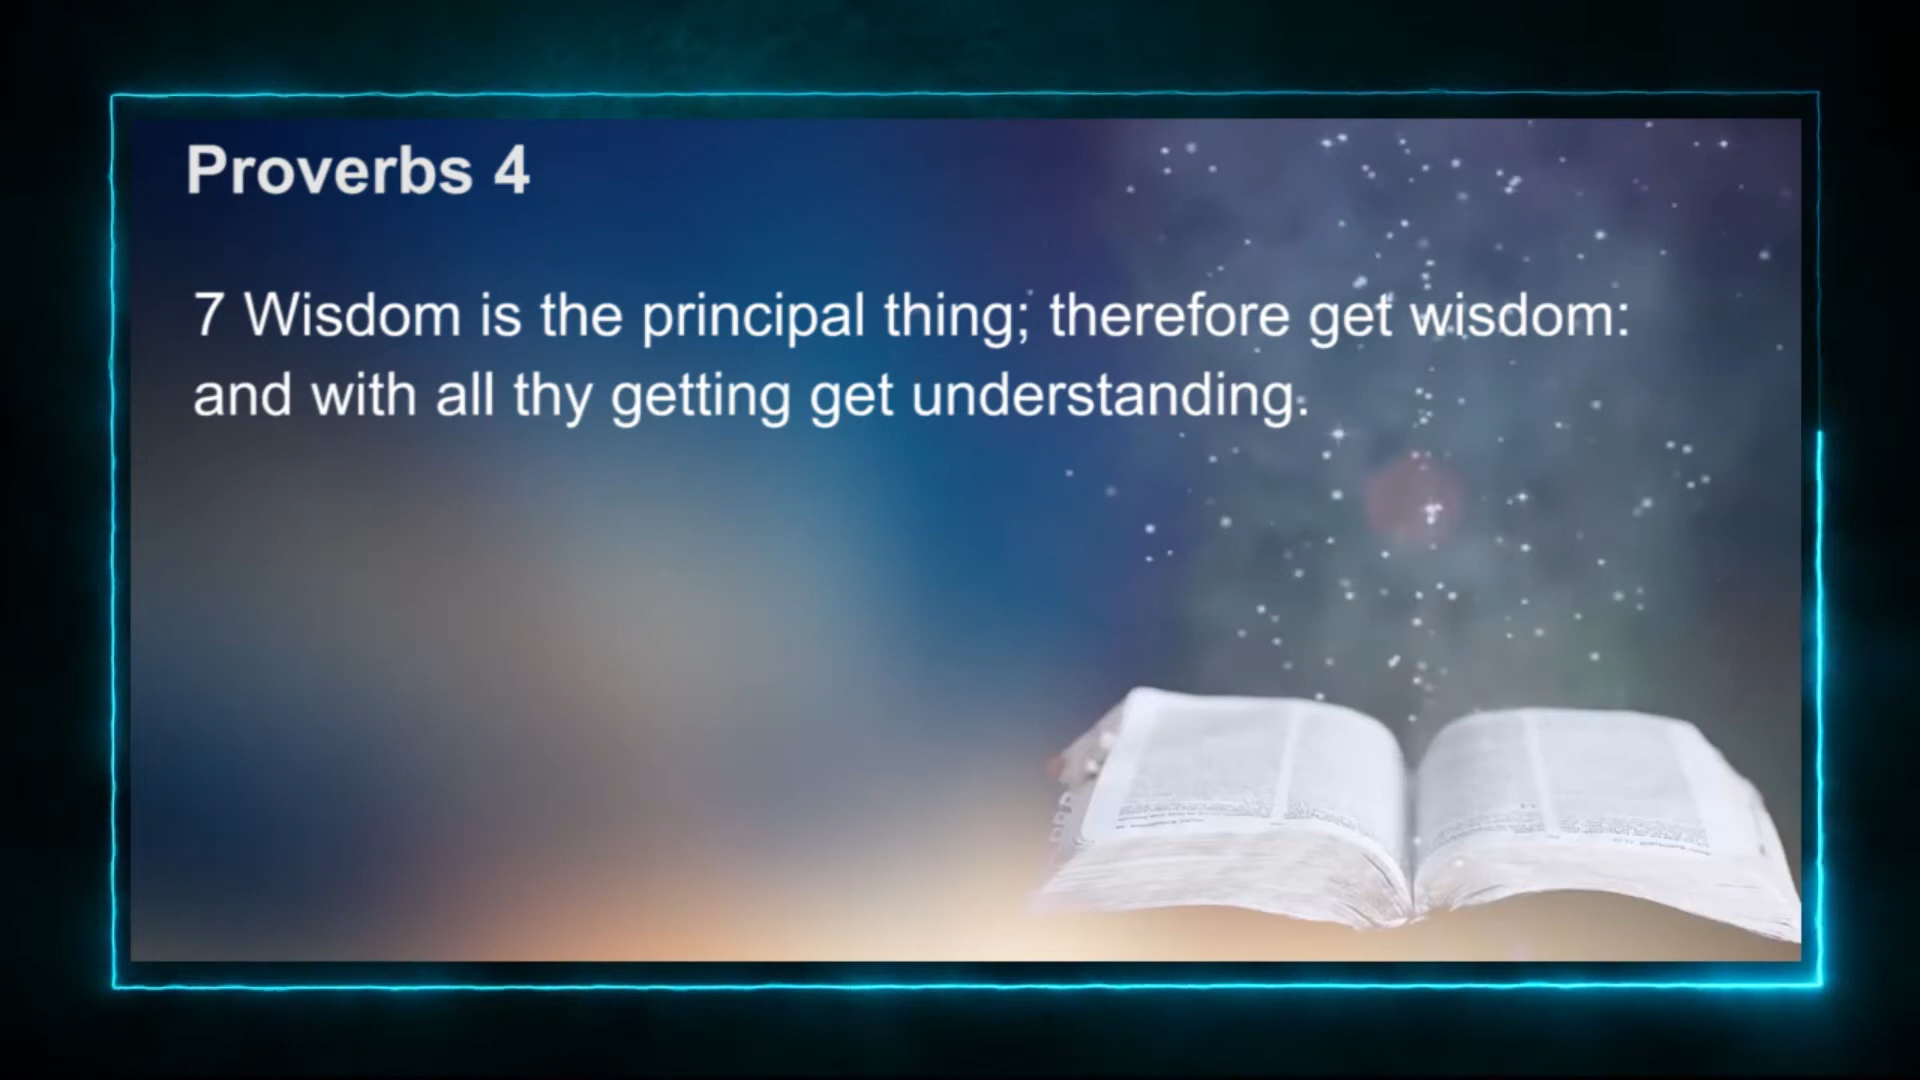 Proverbs 4
7 Wisdom is the principal thing; therefore get wisdom:
and with all thy getting get understanding.